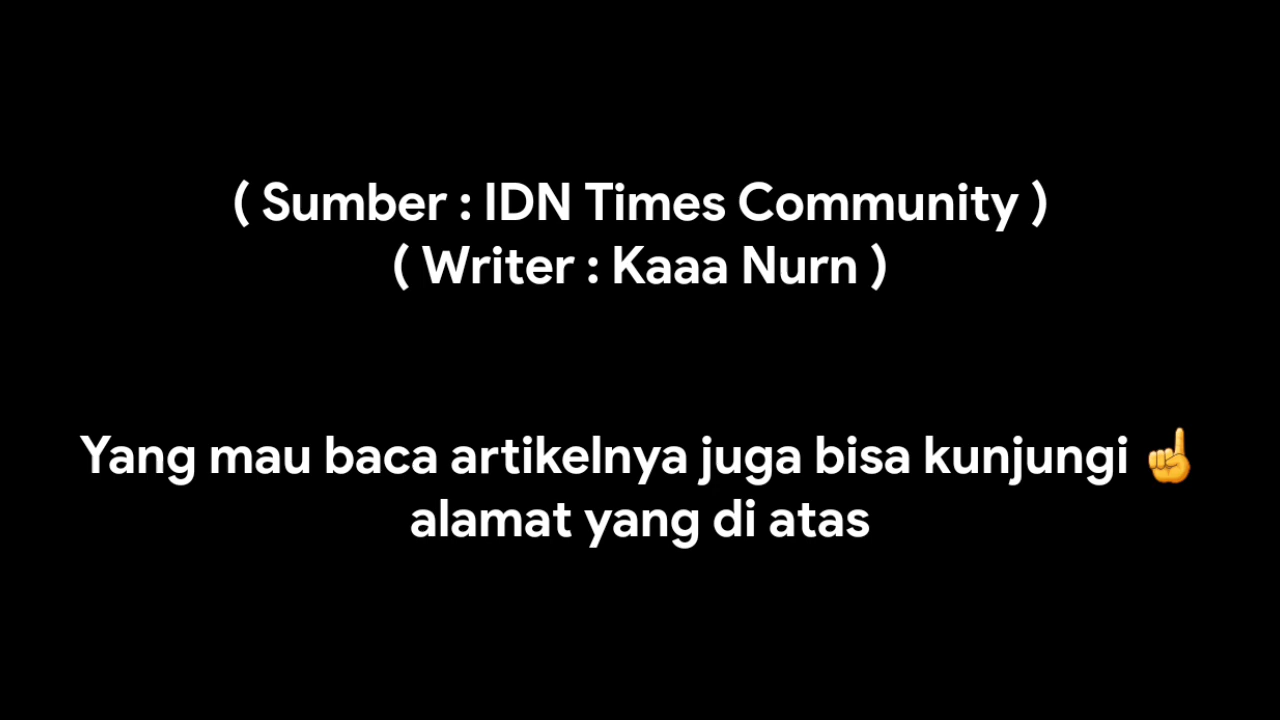 ( Sumber : IDN Times Community )
( Writer : Kaaa Nurn )
Yang mau baca artikelnya juga bisa kunjungi ☝️
alamat yang di atas